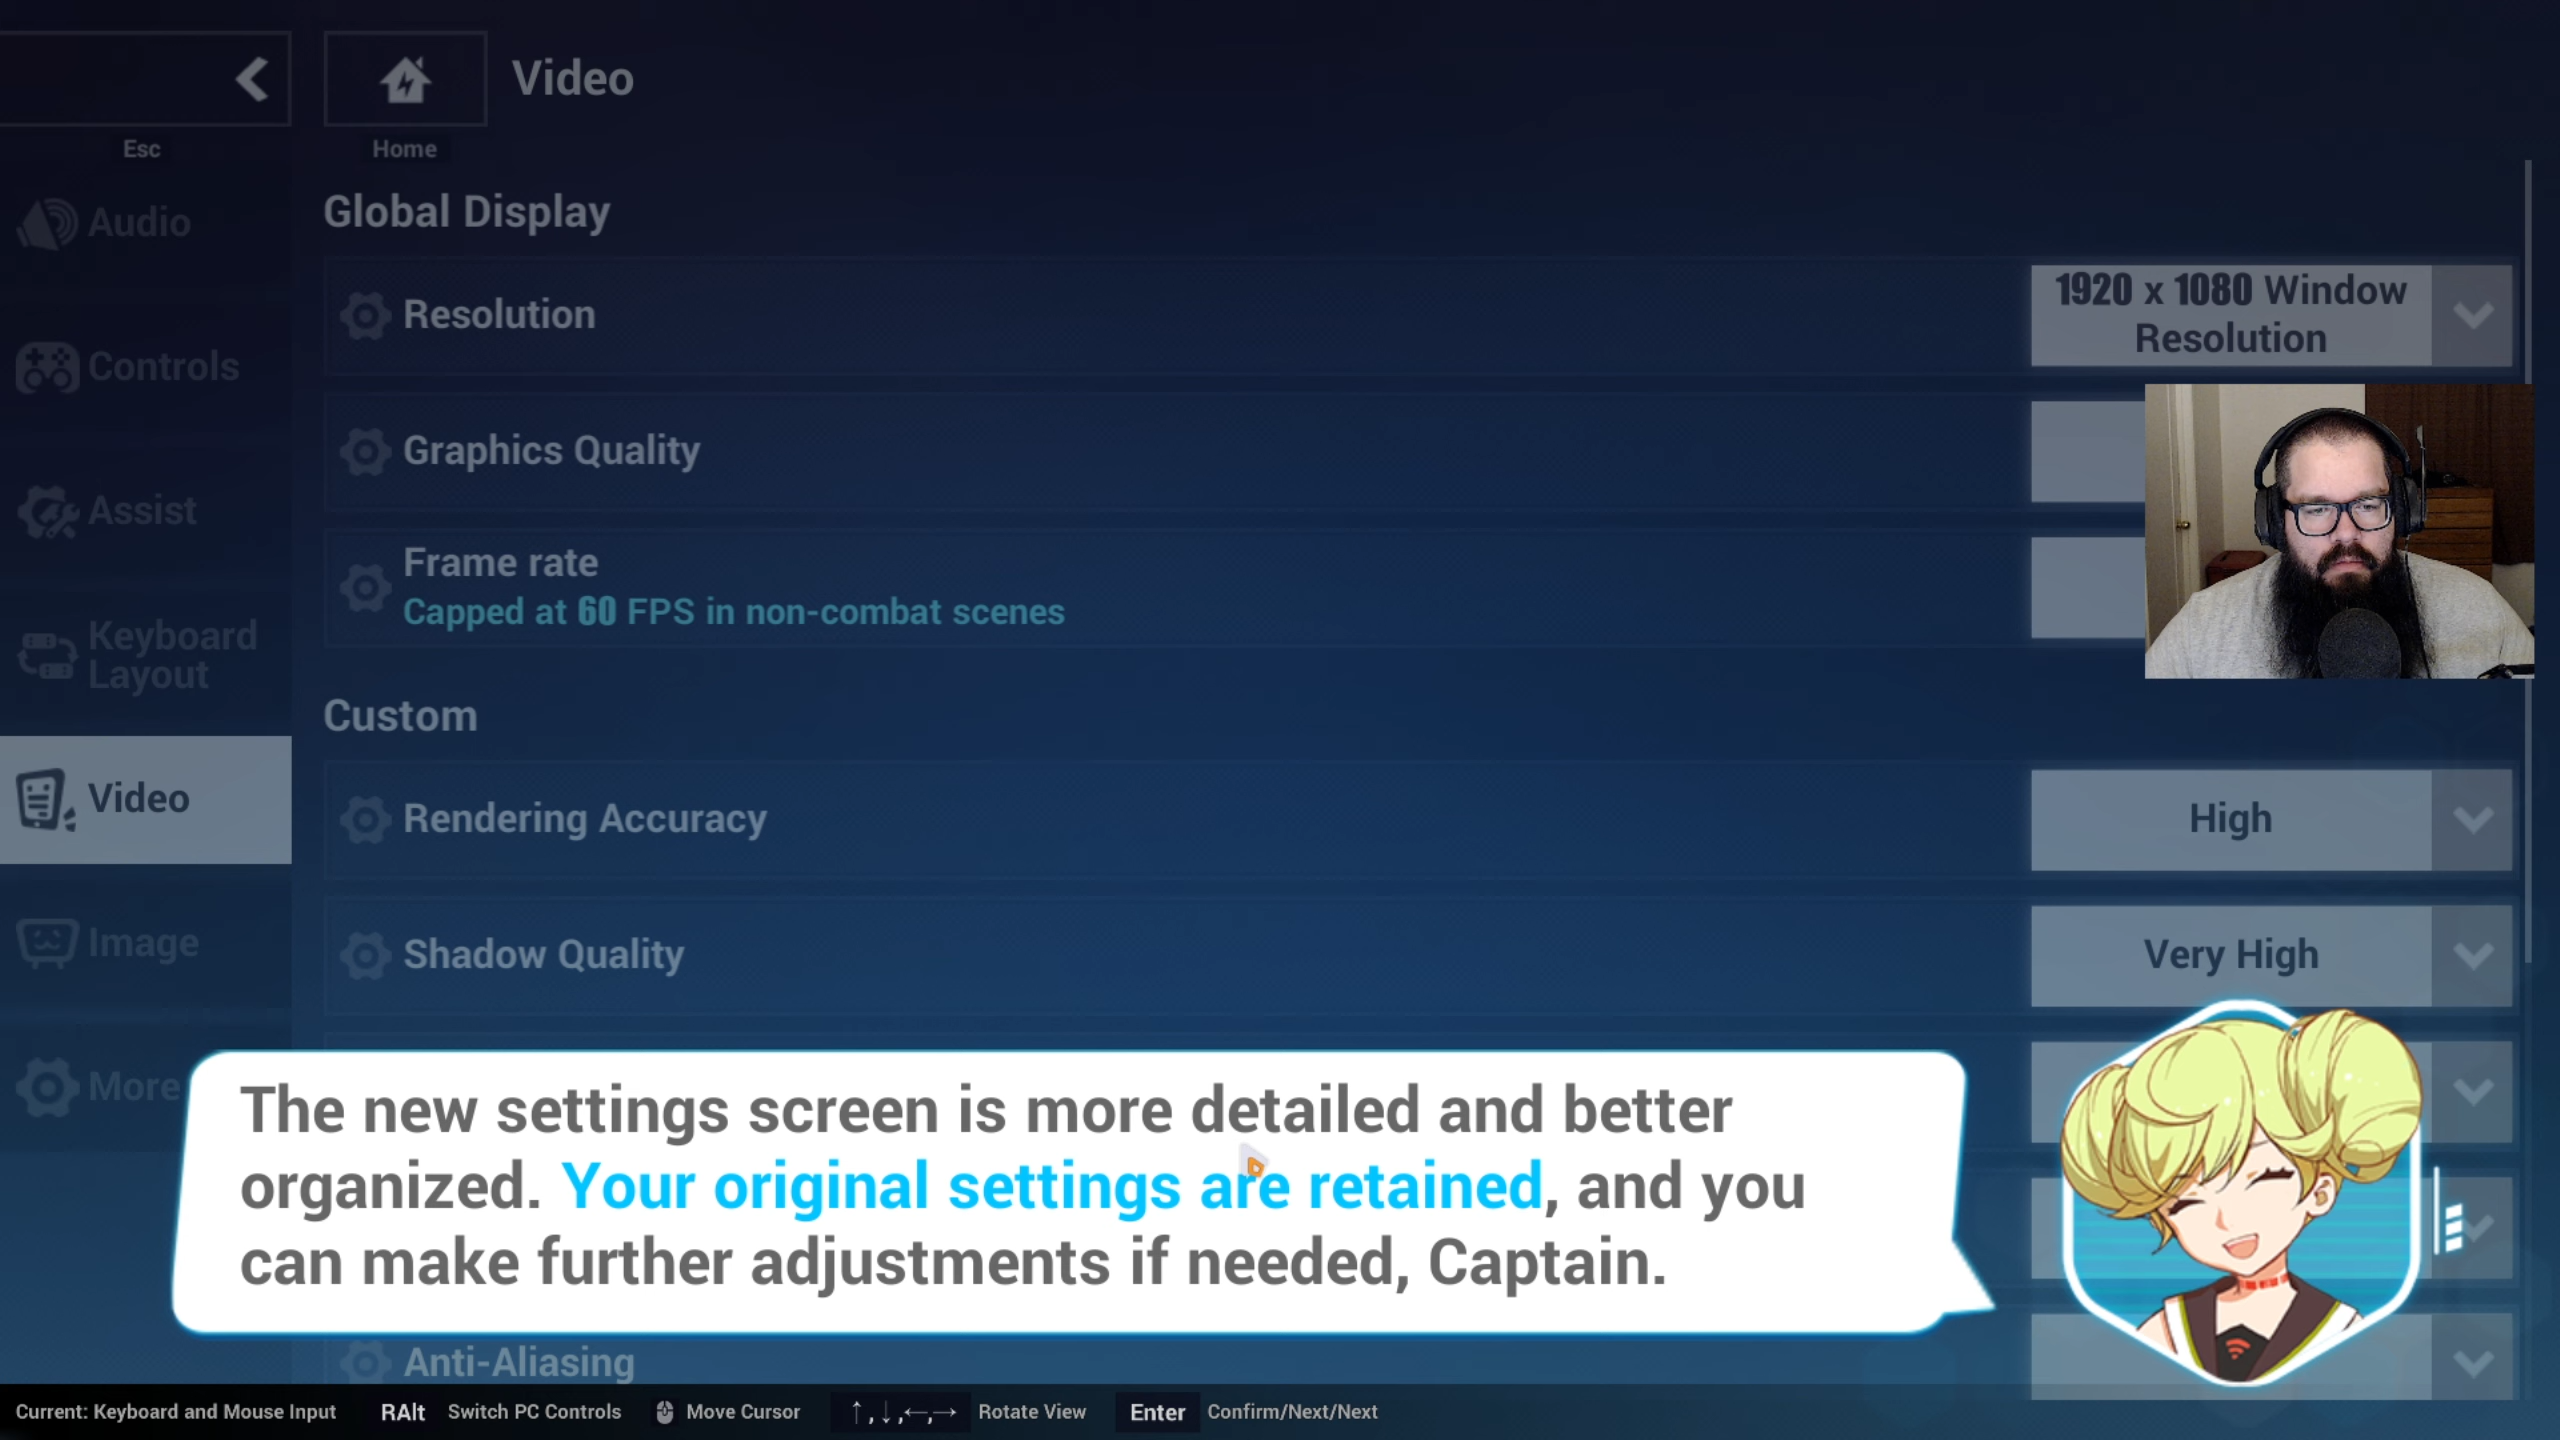 Video
Esc
Home
Audio
Controls
Assist
Keyboard
Layout
Video
Image
More
Global Display
Resolution
1920 x 1080 Window
Resolution
Graphics Quality
Frame rate
Capped at 60 FPS in non-combat scenes
Custom
Rendering Accuracy
High
Shadow Quality
Very High
The new settings screen is more detailed and better
organized. Your original settings are retained, and you
can make further adjustments if needed, Captain.
Anti-Aliasing
Current: Keyboard and Mouse Input RAlt Switch PC Controls Move Cursor ↑,↓,←,→ Rotate View Enter Confirm/Next/Next